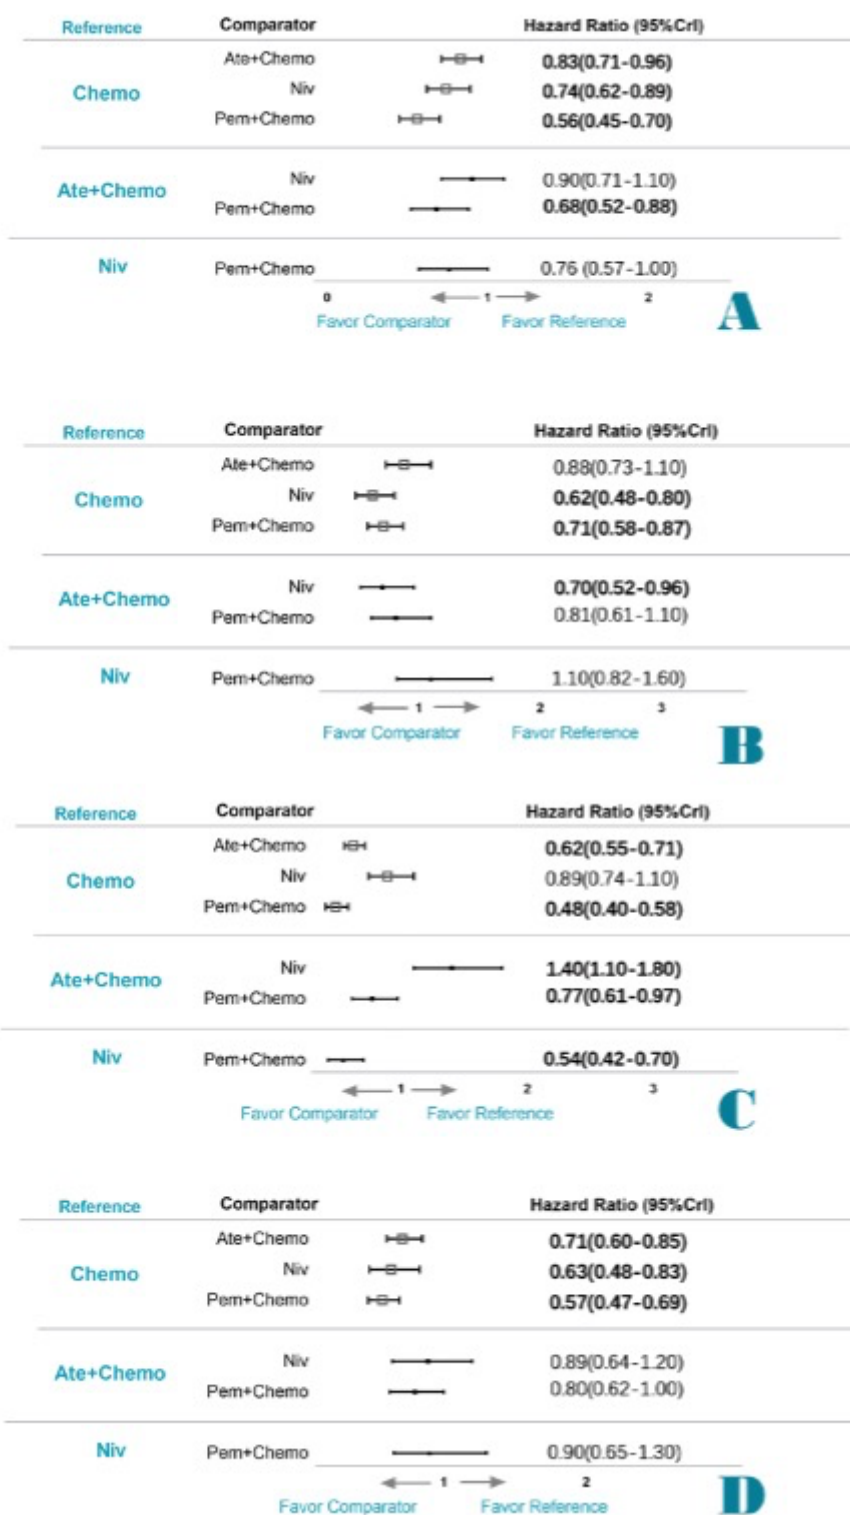 Reference Comparator Hazard Ratio (95%CrI)
Ate+Chemo 0.83(0.71-0.96)
Chemo Niv 0.74(0.62-0.89)
Pem+Chemo 0.56(0.45-0.70)
Niv 0.90(0.71-1.10)
Ate+Chemo
Pem+Chemo 0.68(0.52-0.88)
Niv Pem+Chemo 0.76 (0.57-1.00)
0 1 2
Favor Comparator Favor Reference A
Reference Comparator Hazard Ratio (95%CrI)
Ate+Chemo 0.88(0.73-1.10)
Chemo Niv 0.62(0.48-0.80)
Pem+Chemo 0.71(0.58-0.87)
Niv 0.70(0.52-0.96)
Ate+Chemo
Pem+Chemo 0.81(0.61-1.10)
Niv Pem+Chemo 1.10(0.82-1.60)
1 2 3
Favor Comparator Favor Reference B
Reference Comparator Hazard Ratio (95%CrI)
Ate+Chemo 0.62(0.55-0.71)
Chemo Niv 0.89(0.74-1.10)
Pem+Chemo 0.48(0.40-0.58)
Niv 1.40(1.10-1.80)
Ate+Chemo
Pem+Chemo 0.77(0.61-0.97)
Niv Pem+Chemo 0.54(0.42-0.70)
1 2 3
Favor Comparator Favor Reference C
Reference Comparator Hazard Ratio (95%CrI)
Ate+Chemo 0.71(0.60-0.85)
Chemo Niv 0.63(0.48-0.83)
Pem+Chemo 0.57(0.47-0.69)
Niv 0.89(0.64-1.20)
Ate+Chemo
Pem+Chemo 0.80(0.62-1.00)
Niv Pem+Chemo 0.90(0.65-1.30)
1 2
Favor Comparator Favor Reference D